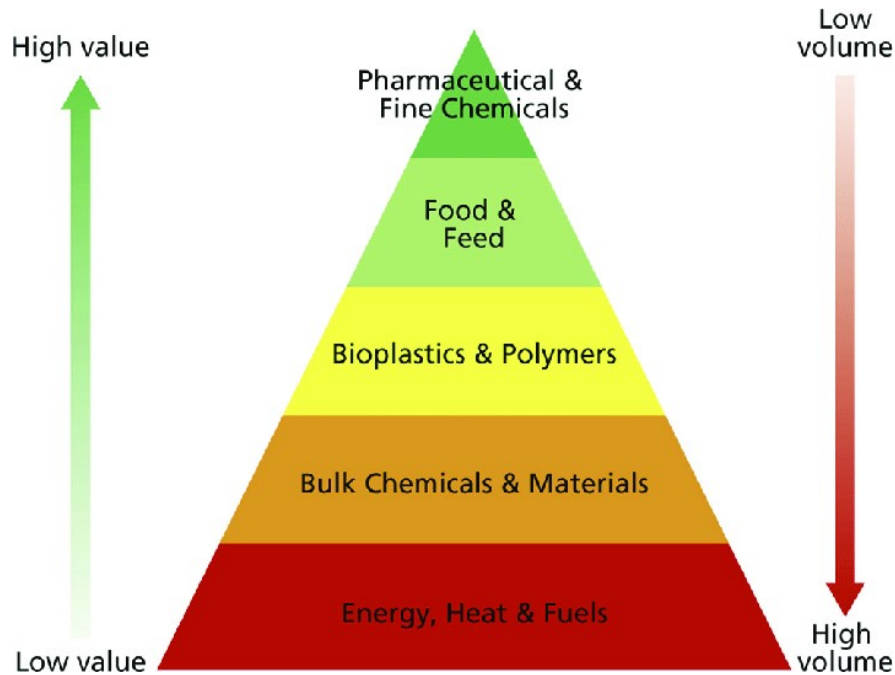 High value
Low
volume
Pharmaceutical &
Fine Chemicals
Food &
Feed
Bioplastics & Polymers
Bulk Chemicals & Materials
Energy, Heat & Fuels
Low value
High
volume